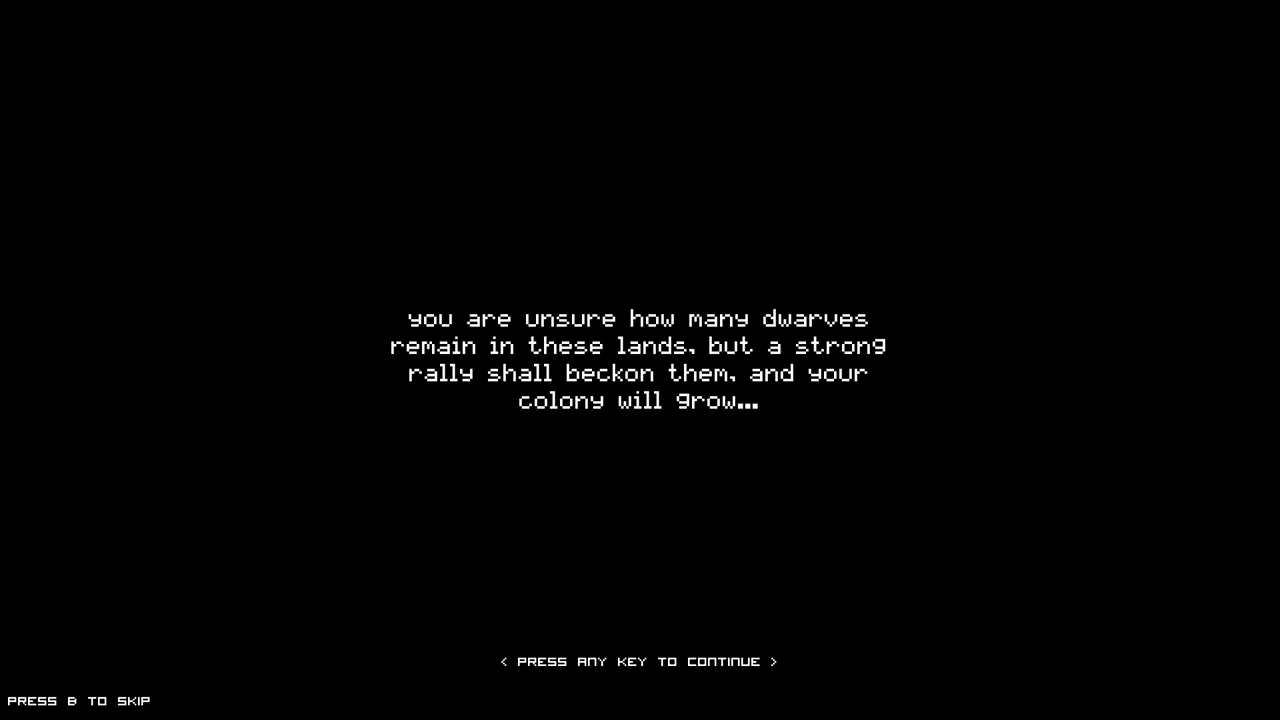 you are unsure how many dwarves
remain in these lands, but a strong
rally shall beckon them, and your
colony will grow...
< PRESS ANY KEY TO CONTINUE >
PRESS B TO SKIP